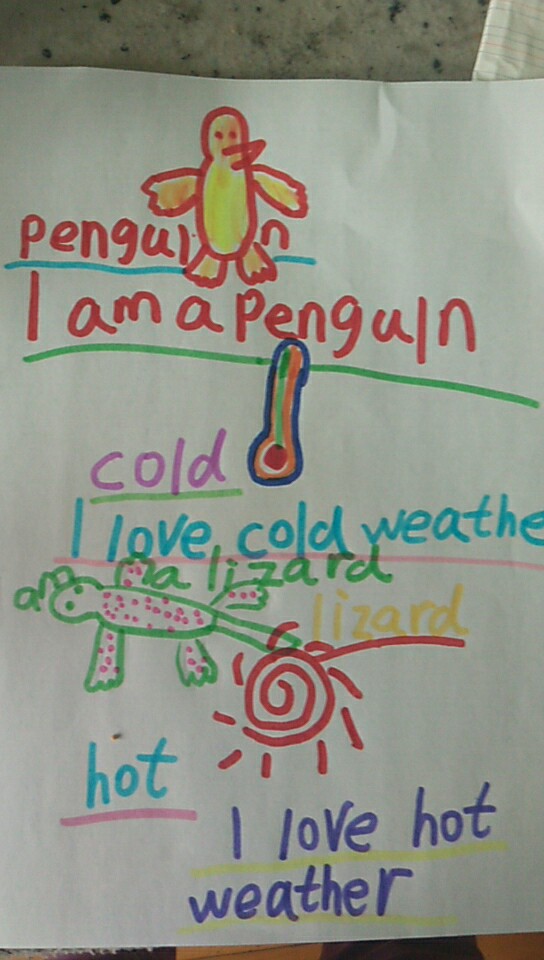 penguin
I am a Penguin
cold
I love cold weathe
am a lizard
lizard
hot
I love hot
weather